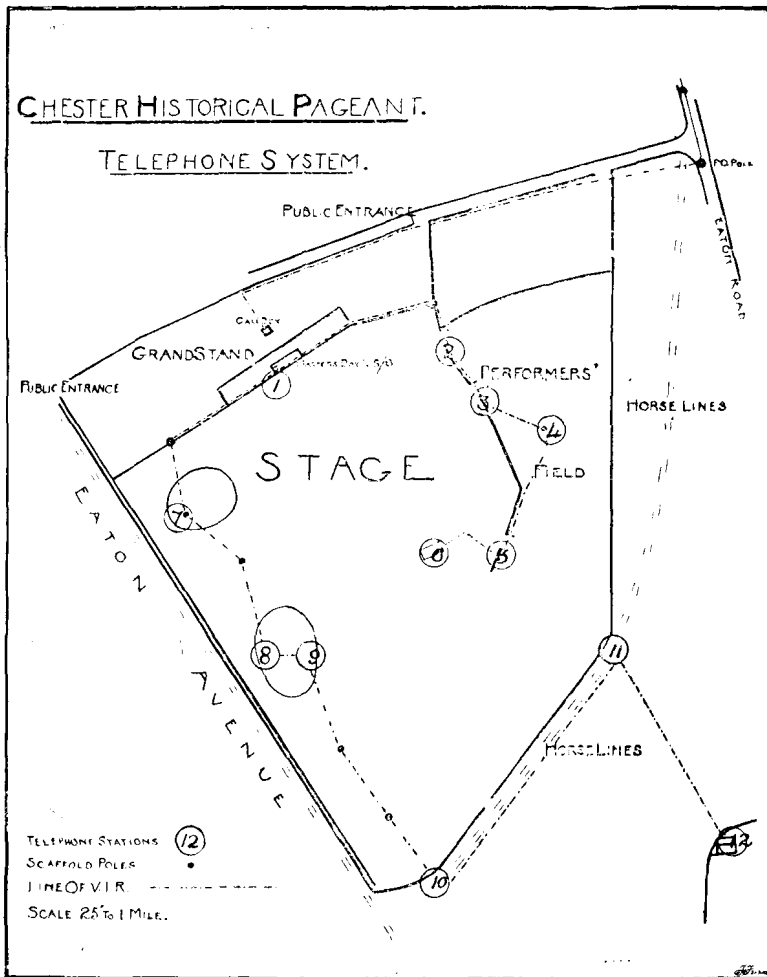 CHESTER HISTORICAL PAGEANT.
TELEPHONE SYSTEM.
P.O. POLE
PUBLIC ENTRANCE
EATON ROAD
CALL BOX
GRANDSTAND
PUBLIC ENTRANCE
1
2
PERFORMERS'
3
HORSE LINES
4
STAGE
FIELD
EATON
7
6
5
8
9
11
AVENUE
HORSE LINES
TELEPHONE STATIONS 12
12
SCAFFOLD POLES
10
LINE OF V.I.R.
SCALE 25" TO 1 MILE.